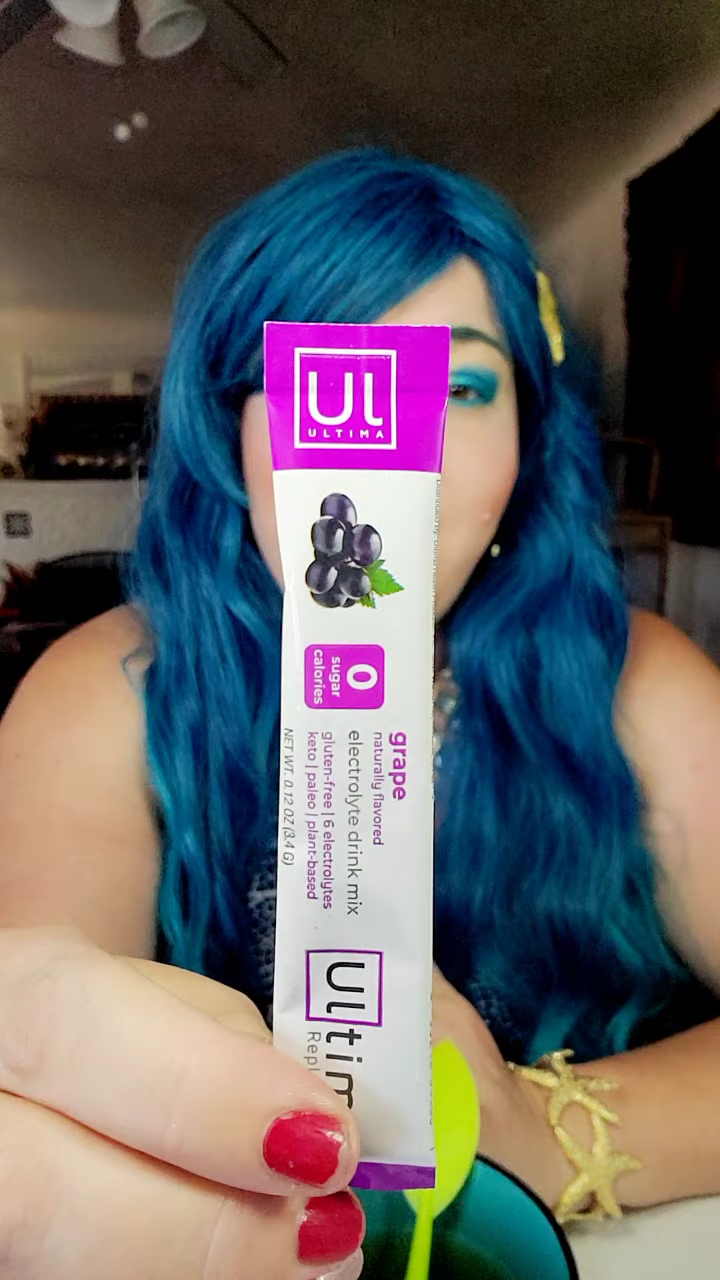 Ul
ULTIMA
0
sugar
calories
grape
naturally flavored
electrolyte drink mix
gluten-free | 6 electrolytes
keto | paleo | plant-based
NET WT. 0.12 OZ (3.4 G)
Ultim
Repl